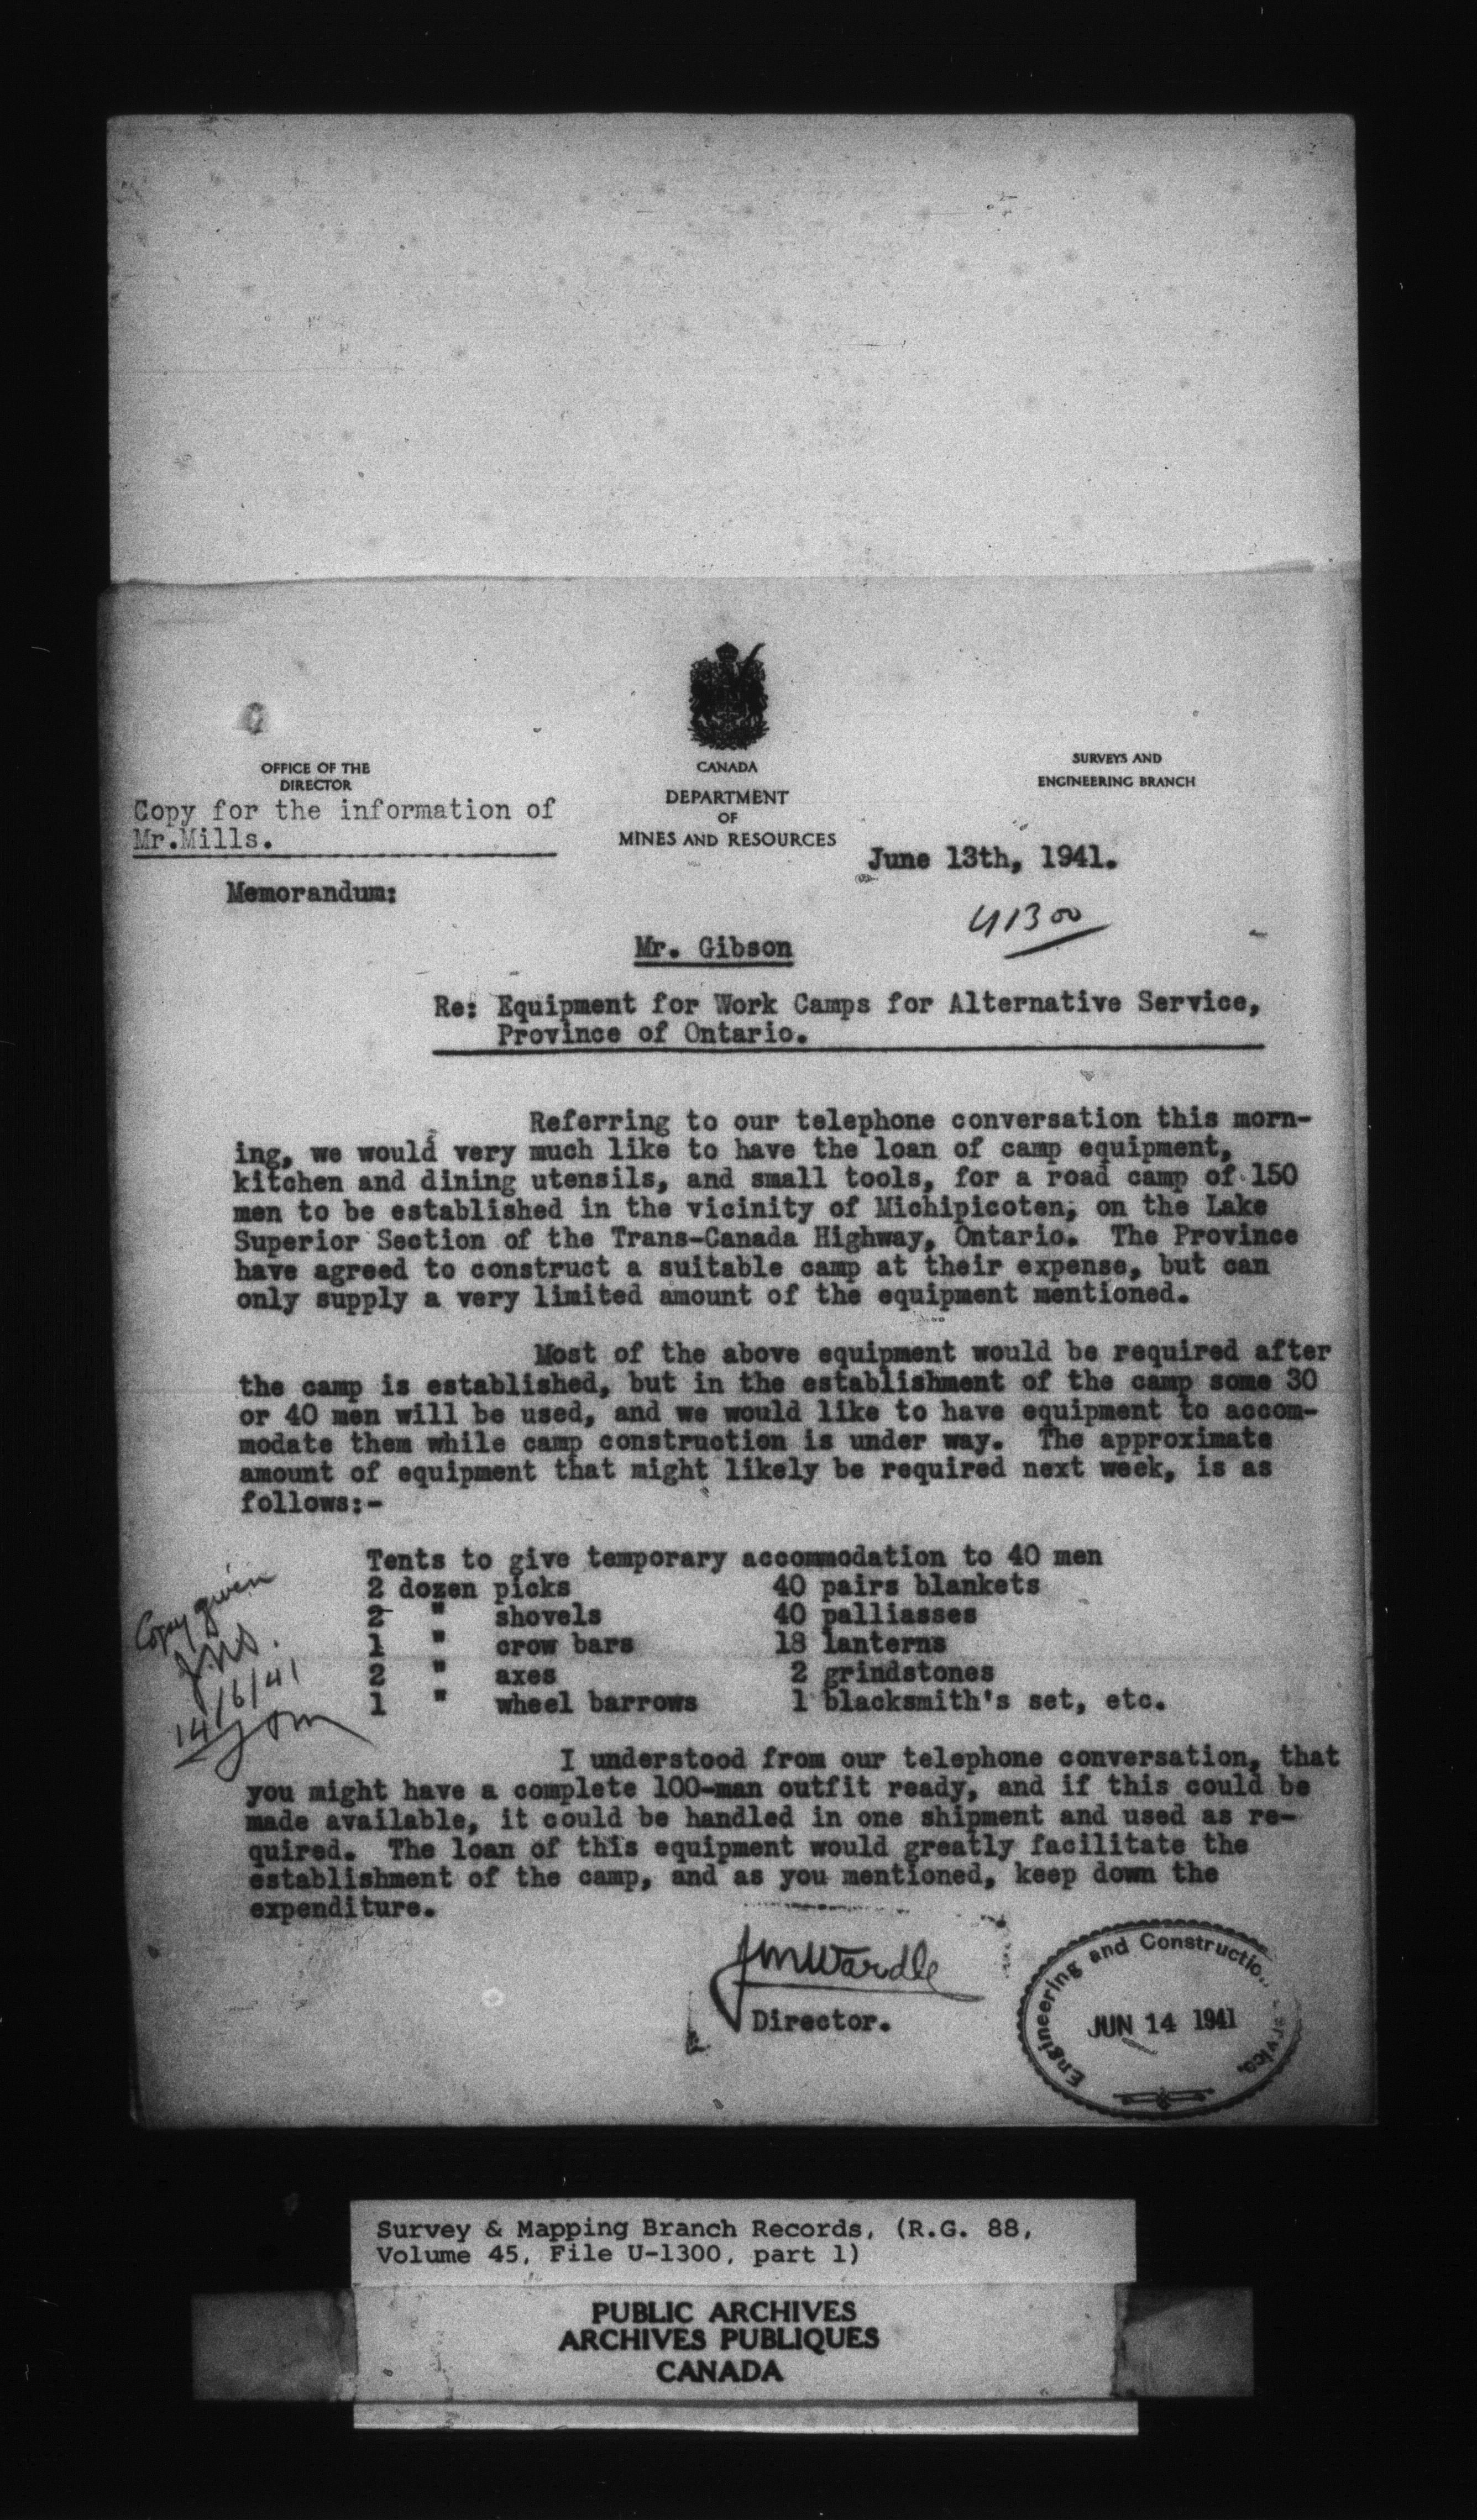 OFFICE OF THE
DIRECTOR
CANADA
DEPARTMENT
OF
MINES AND RESOURCES
SURVEYS AND
ENGINEERING BRANCH
Copy for the information of
Mr.Mills.
June 13th, 1941.
Memorandum:
U1300
Mr. Gibson
Re: Equipment for Work Camps for Alternative Service,
Province of Ontario.
Referring to our telephone conversation this morn-
ing, we would very much like to have the loan of camp equipment,
kitchen and dining utensils, and small tools, for a road camp of 150
men to be established in the vicinity of Michipicoten, on the Lake
Superior Section of the Trans-Canada Highway, Ontario. The Province
have agreed to construct a suitable camp at their expense, but can
only supply a very limited amount of the equipment mentioned.
Most of the above equipment would be required after
the camp is established, but in the establishment of the camp some 30
or 40 men will be used, and we would like to have equipment to accom-
modate them while camp construction is under way. The approximate
amount of equipment that might likely be required next week, is as
follows:-
Tents to give temporary accommodation to 40 men
2 dozen picks 40 pairs blankets
2 " shovels 40 palliasses
1 " crow bars 18 lanterns
2 " axes 2 grindstones
1 " wheel barrows 1 blacksmith's set, etc.
Copy given
14/6/41
I understood from our telephone conversation, that
you might have a complete 100-man outfit ready, and if this could be
made available, it could be handled in one shipment and used as re-
quired. The loan of this equipment would greatly facilitate the
establishment of the camp, and as you mentioned, keep down the
expenditure.
JMWardle
Director.
Engineering and Constructio
JUN 14 1941
Survey & Mapping Branch Records, (R.G. 88,
Volume 45, File U-1300, part 1)
PUBLIC ARCHIVES
ARCHIVES PUBLIQUES
CANADA